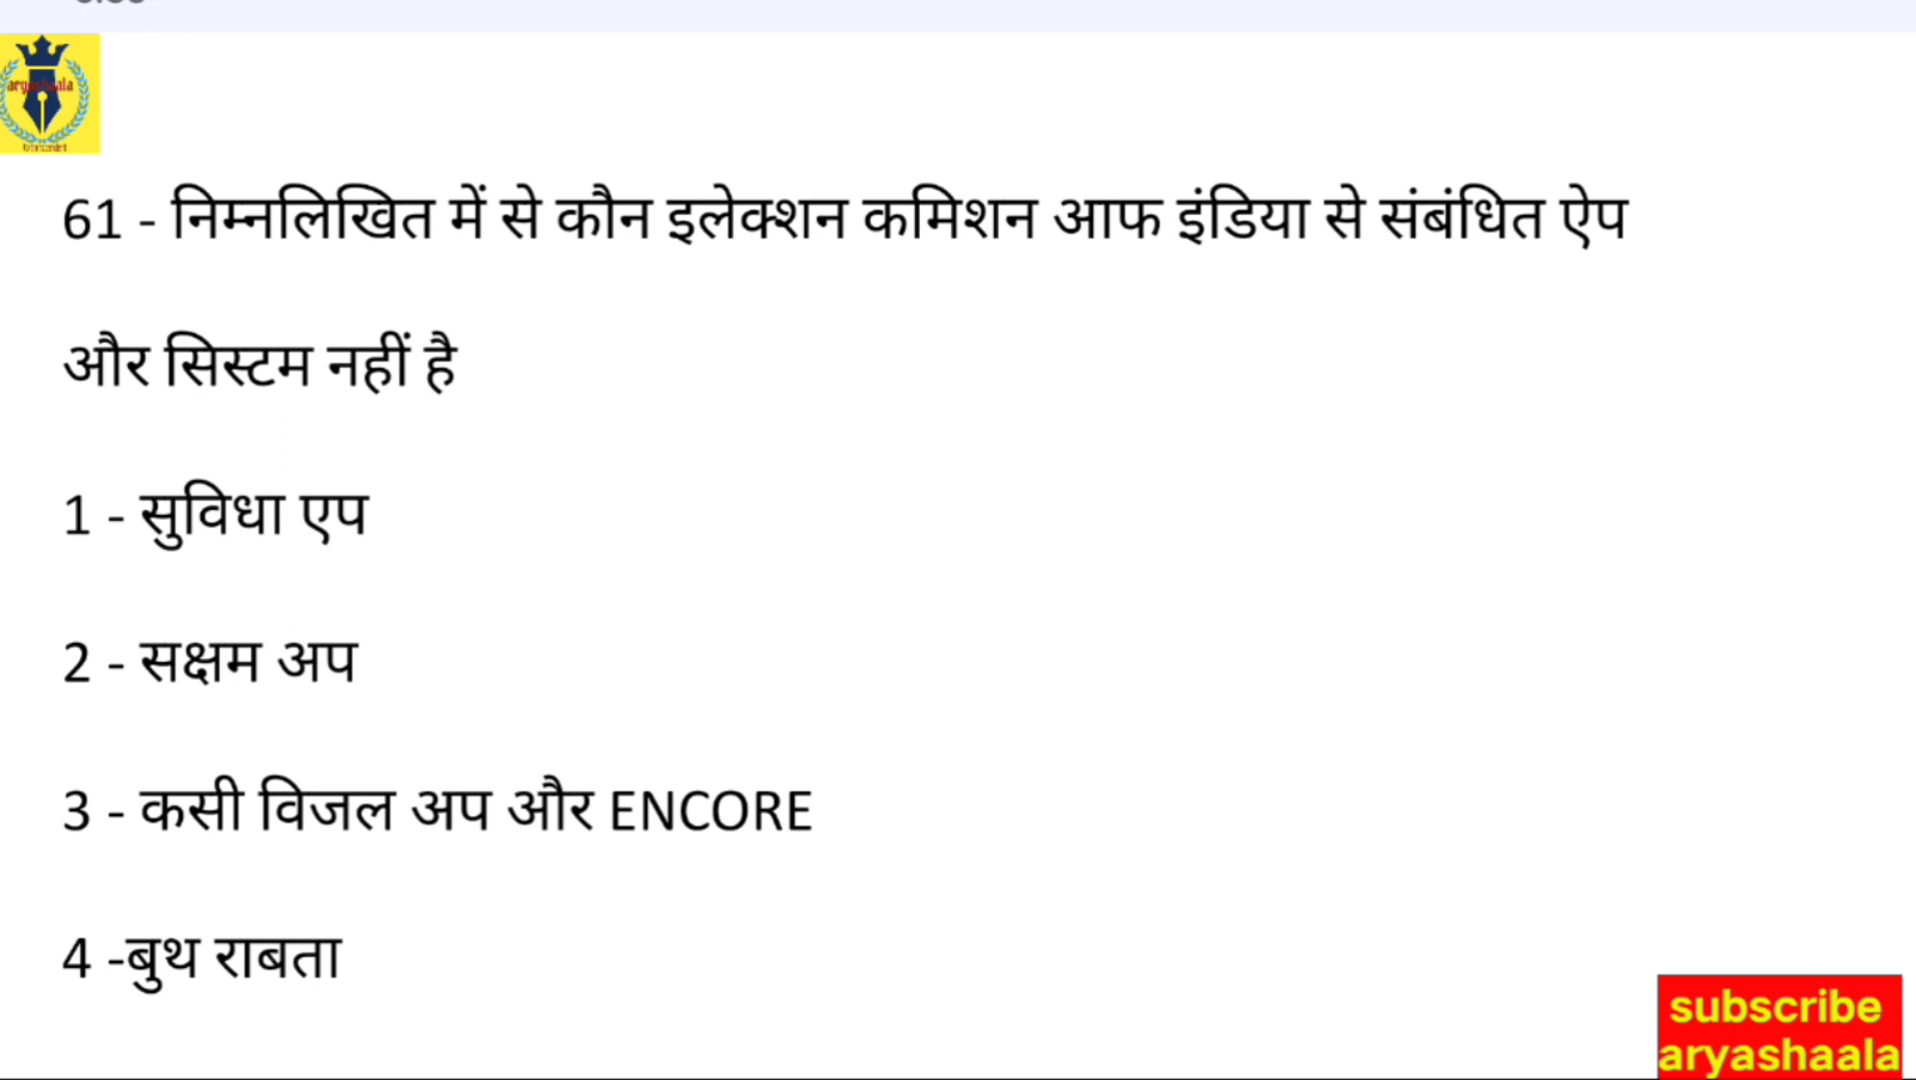 aryashaala
61 - निम्नलिखित में से कौन इलेक्शन कमिशन आफ इंडिया से संबंधित ऐप
और सिस्टम नहीं है
1 - सुविधा एप
2 - सक्षम अप
3 - कसी विजल अप और ENCORE
4 -बुथ राबता
subscribe
aryashaala